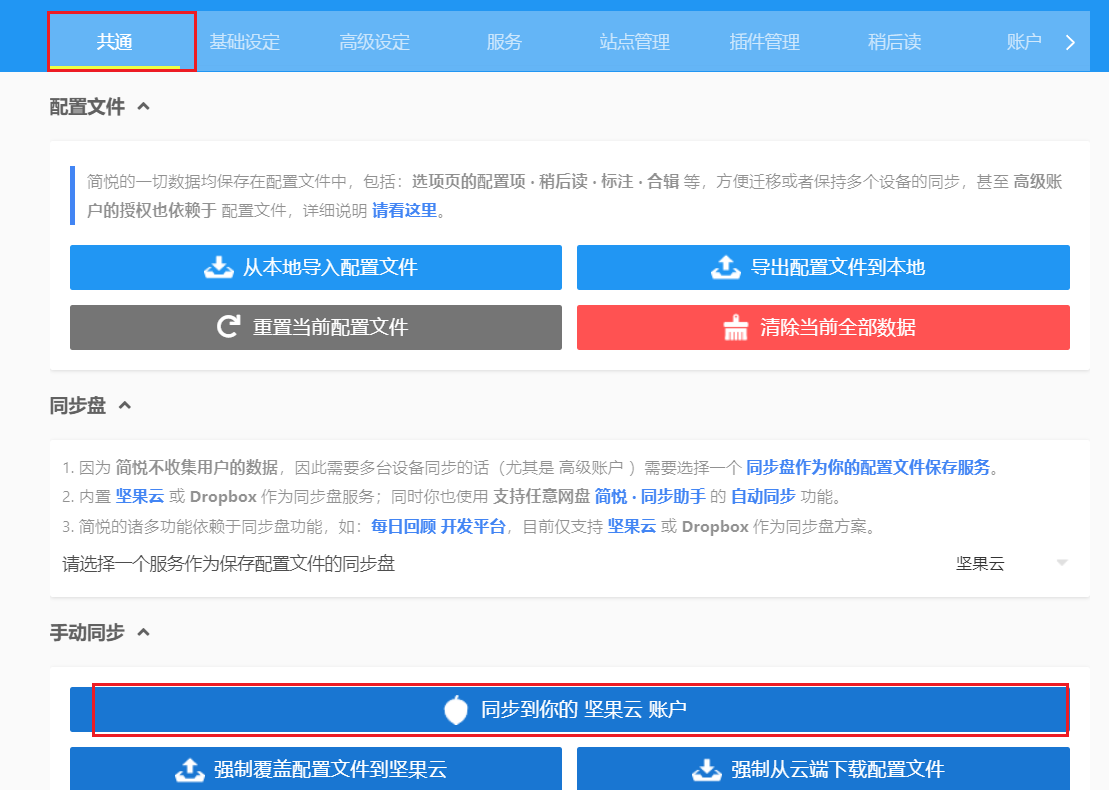 共通 基础设定 高级设定 服务 站点管理 插件管理 稍后读 账户
配置文件
简悦的一切数据均保存在配置文件中，包括：选项页的配置项 · 稍后读 · 标注 · 合辑 等，方便迁移或者保持多个设备的同步，甚至 高级账
户的授权也依赖于 配置文件，详细说明 请看这里。
从本地导入配置文件 导出配置文件到本地
重置当前配置文件 清除当前全部数据
同步盘
1. 因为 简悦不收集用户的数据，因此需要多台设备同步的话（尤其是 高级账户 ）需要选择一个 同步盘作为你的配置文件保存服务。
2. 内置 坚果云 或 Dropbox 作为同步盘服务；同时你也使用 支持任意网盘 简悦 · 同步助手 的 自动同步 功能。
3. 简悦的诸多功能依赖于同步盘功能，如：每日回顾 开发平台，目前仅支持 坚果云 或 Dropbox 作为同步盘方案。
请选择一个服务作为保存配置文件的同步盘 坚果云
手动同步
同步到你的 坚果云 账户
强制覆盖配置文件到坚果云 强制从云端下载配置文件